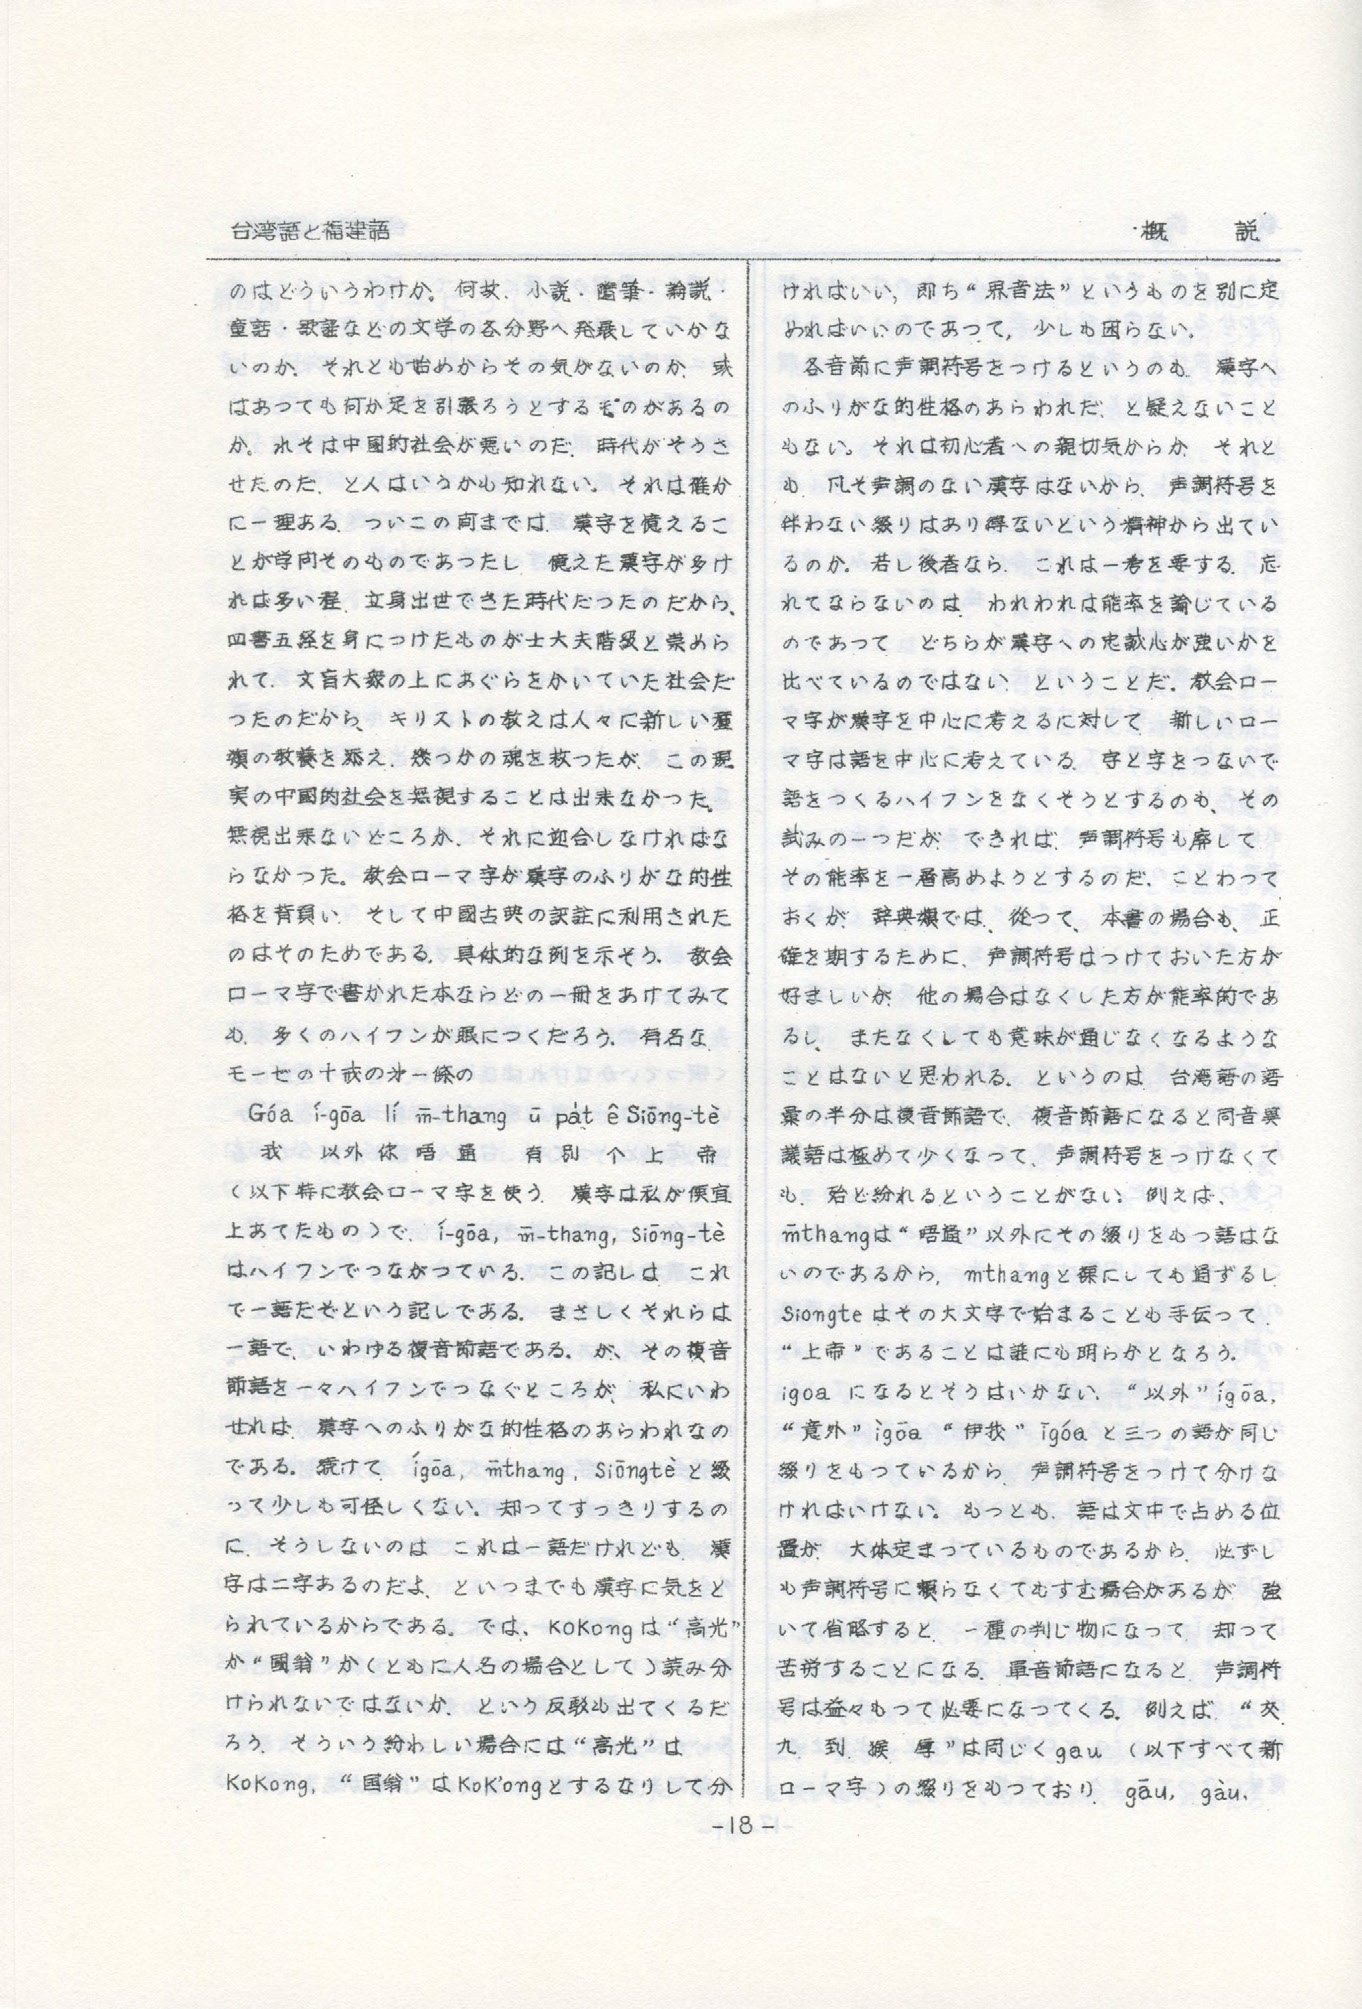 台湾語と福建語
概 説
のはどういうわけか。何故、小説・随筆・論説・
童話・歌謡などの文学の各分野へ発展していかな
いのか。それとも始めからその気がないのか、或
はあっても何か足を引張ろうとするものがあるの
か。れそは中國的社会が悪いのだ、時代がそうさ
せたのだ、と人はいうかも知れない。それは確か
に一理ある。ついこの間までは、漢字を憶えるこ
とが学问そのものであったし、憶えた漢字が多け
れば多い程、立身出世できた時代だったのだから、
四書五経を身につけたものが士大夫階級と崇めら
れて、文盲大衆の上にあぐらをかいていた社会だ
ったのだから、キリストの教えは人々に新しい種
類の教養を添え、幾つかの魂を救ったが、この現
実の中國的社会を無視することは出来なかった。
無視出来ないどころか、それに迎合しなければな
らなかった。教会ローマ字が漢字のふりがな的性
格を背負い、そして中國古典の訳註に利用された
のはそのためである。具体的な例を示そう。教会
ローマ字で書かれた本ならどの一冊をあけてみて
も、多くのハイフンが眼につくだろう。有名な
モーセの十戒の才一條の
Góa í-gōa lí m̄-thang ū pa̍t ê Siōng-tè
我 以外 你 唔 通 有 別 个 上 帝
(以下特に教会ローマ字を使う。漢字は私が便宜
上あてたもの)で、í-gōa, m̄-thang, Siōng-tè
はハイフンでつながっている。この記しは、これ
で一語だぞという記しである。まさしくそれらは
一語で、いわゆる復音節語である。が、その複音
節語を一々ハイフンでつなぐところが、私にいわ
せれば、漢字へのふりがな的性格のあらわれなの
である。続けて、ígōa, m̄thang, Siōngtè と綴
って少しも可怪しくない。却ってすっきりするの
に、そうしないのは、これは一語だけれども、漢
字は二字あるのだよ、といつまでも漢字に気をと
られているからである。では、KoKongは“高光”
か“國翁”か(ともに人名の場合として)読み分
けられないではないか、という反駁も出てくるだ
ろう。そういう紛わしい場合には“高光”は
KoKong, “国翁”はKoK'ongとするなりして分
ければいい、即ち“界音法”というものを別に定
めればいいのであって、少しも困らない。
各音節に声調符号をつけるというのも、漢字へ
のふりがな的性格のあらわれだ、と疑えないこと
もない。それは初心者への親切気からか、それと
も、凡そ声調のない漢字はないから、声調符号を
伴わない綴りはあり得ないという精神から出てい
るのか。若し後者なら、これは一考を要する。忘
れてならないのは、われわれは能率を論じている
のであって、どちらが漢字への忠誠心が強いかを
比べているのではない、ということだ。教会ロー
マ字が漢字を中心に考えるに対して、新しいロー
マ字は語を中心に考えている。字と字をつないで
語をつくるハイフンをなくそうとするのも、その
試みの一つだが、できれば、声調符号も廃して、
その能率を一層高めようとするのだ。ことわって
おくが、辞典類では、従って、本書の場合も、正
確を期するために、声調符号はつけておいた方が
好ましいが、他の場合はなくした方が能率的であ
るし、またなくしても意味が通じなくなるような
ことはないと思われる。というのは、台湾語の語
彙の半分は復音節語で、複音節語になると同音異
議語は極めて少くなって、声調符号をつけなくて
も、殆ど紛れるということがない。例えば、
m̄thangは“唔通”以外にその綴りをもつ語はな
いのであるから、mthangと裸にしても通ずるし
Siongte はその大文字で始まることも手伝って、
“上帝”であることは誰にも明らかとなろう。
igoa になるとそうはいかない。“以外”ígōa,
“意外”ìgōa “伊我”īgóa と三つの語が同じ
綴りをもっているから、声調符号をつけて分けな
ければいけない。もっとも、語は文中で占める位
置が、大体定まっているものであるから、必ずし
も声調符号に頼らなくてもすむ場合があるが、強
いて省略すると、一種の判じ物になって、却って
苦労することになる。単音節語になると、声調符
号は益々もって必要になってくる。例えば、“交、
九、到、猴、厚”は同じくgau (以下すべて新
ローマ字)の綴りをもっており、gāu, gàu,
-18-